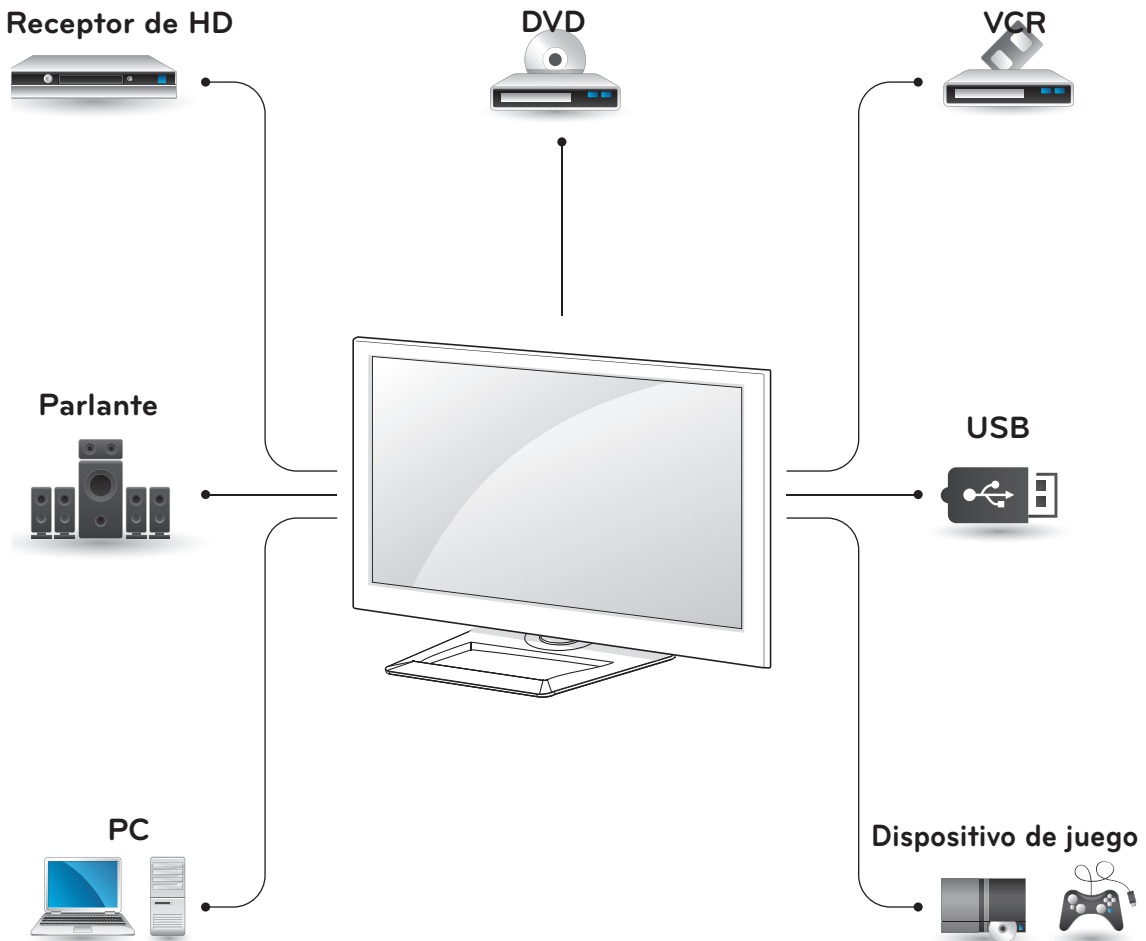 Receptor de HD
DVD
VCR
Parlante
USB
PC
Dispositivo de juego